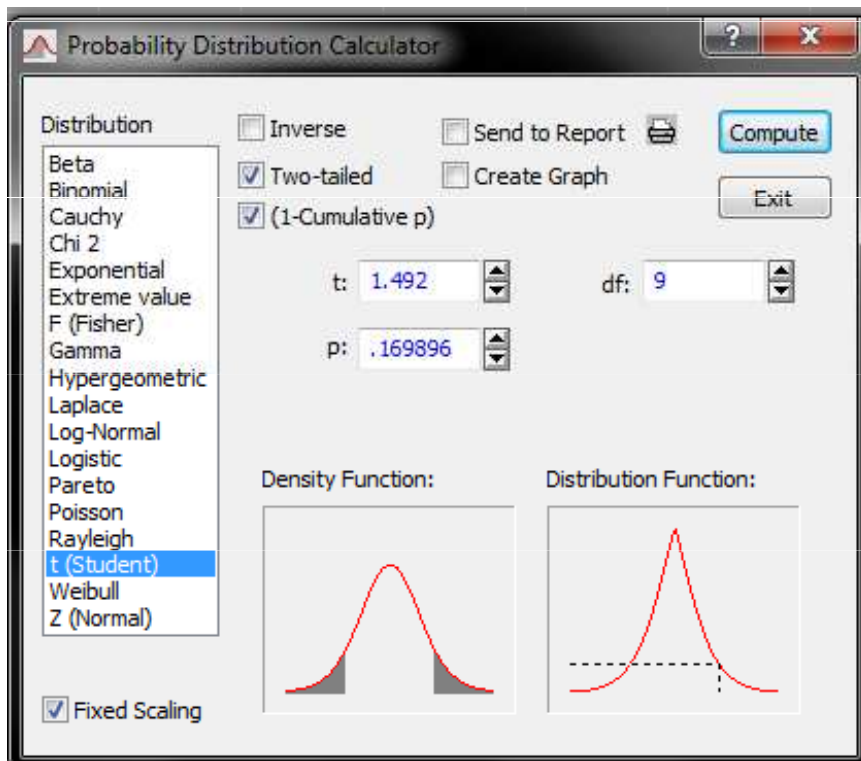 Probability Distribution Calculator
?
x
Distribution
Beta
Binomial
Cauchy
Chi 2
Exponential
Extreme value
F (Fisher)
Gamma
Hypergeometric
Laplace
Log-Normal
Logistic
Pareto
Poisson
Rayleigh
t (Student)
Weibull
Z (Normal)
Fixed Scaling
Inverse
Send to Report
Compute
Two-tailed
Create Graph
Exit
(1-Cumulative p)
t: 1.492
df: 9
p: .169896
Density Function:
Distribution Function: